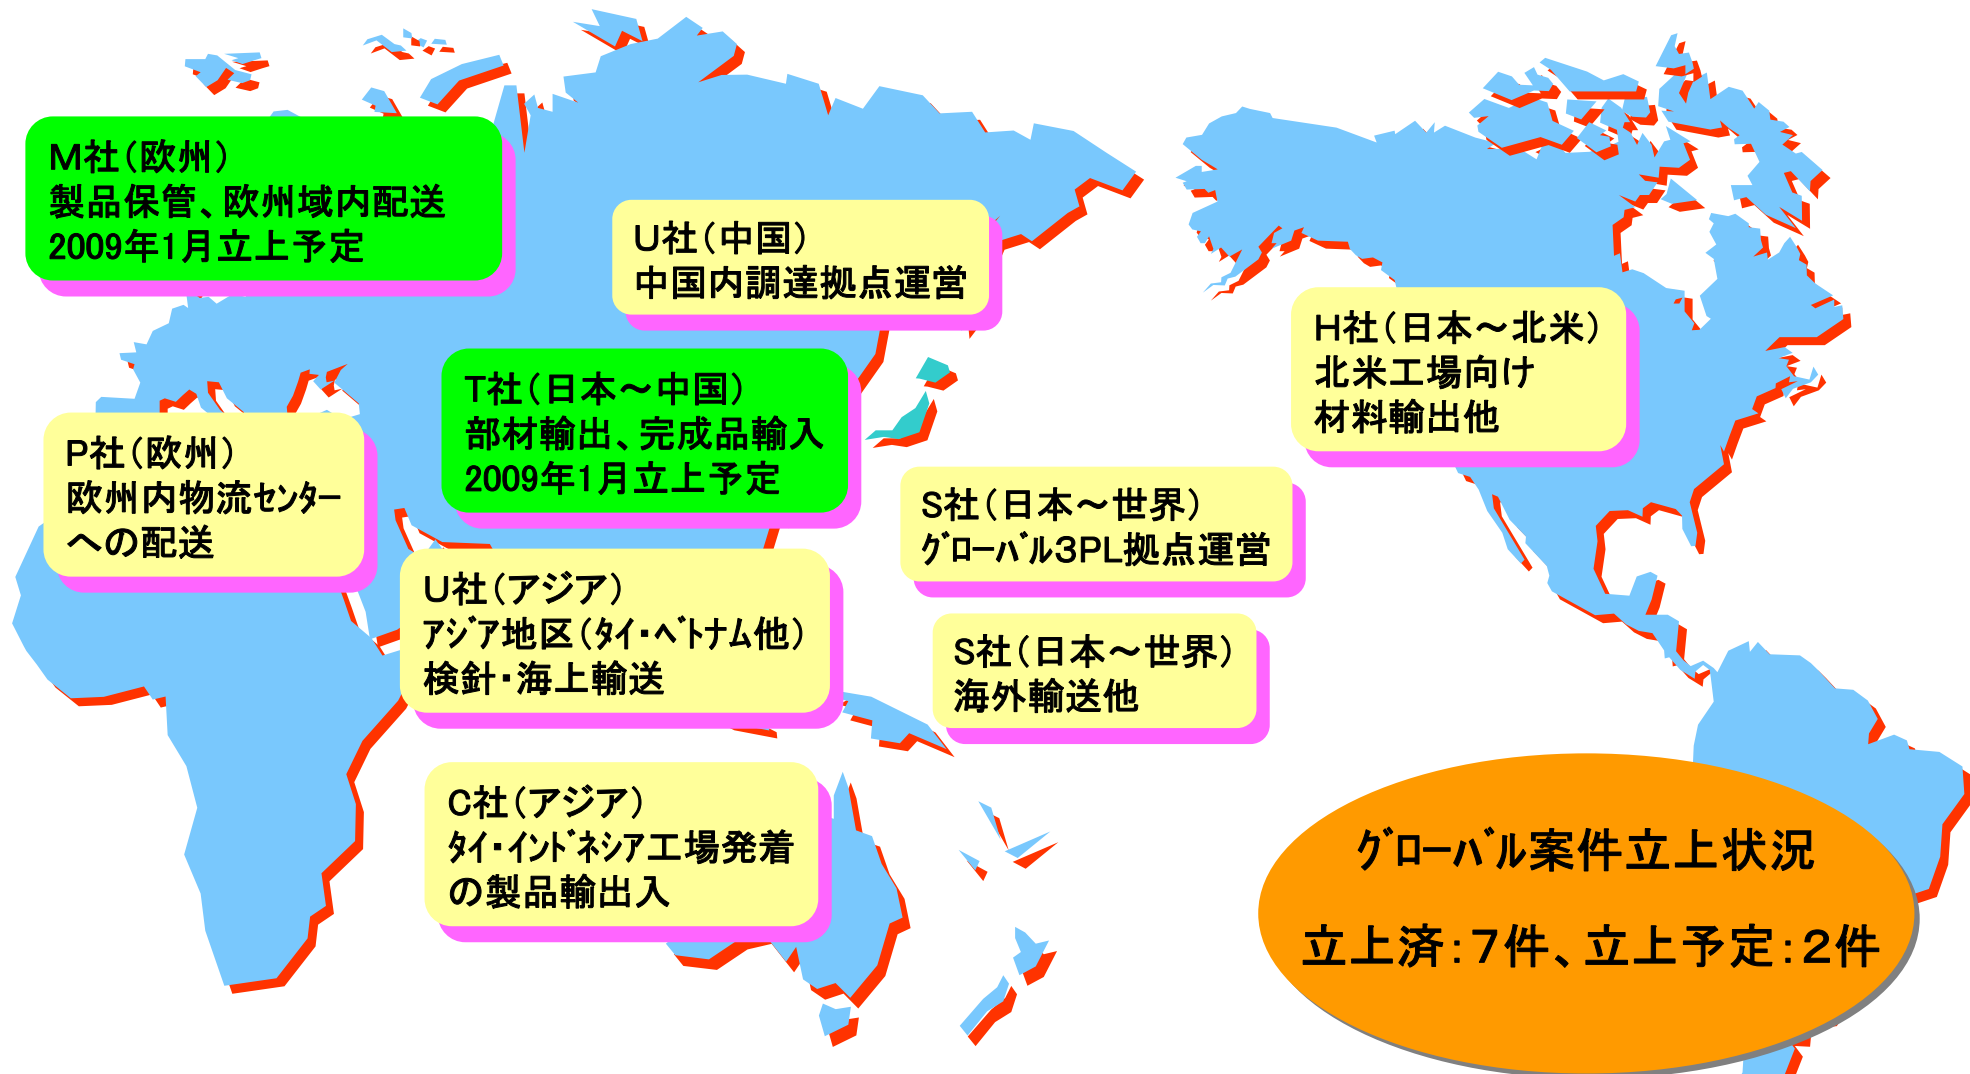 M社（欧州）
製品保管、欧州域内配送
2009年1月立上予定
U社（中国）
中国内調達拠点運営
H社（日本～北米）
北米工場向け
材料輸出他
T社（日本～中国）
部材輸出、完成品輸入
2009年1月立上予定
P社（欧州）
欧州内物流ｾﾝﾀｰ
への配送
S社（日本～世界）
ｸﾞﾛｰﾊﾞﾙ3PL拠点運営
U社（アジア）
ｱｼﾞｱ地区（ﾀｲ・ﾍﾞﾄﾅﾑ他）
検針・海上輸送
S社（日本～世界）
海外輸送他
C社（アジア）
ﾀｲ・ｲﾝﾄﾞﾈｼｱ工場発着
の製品輸出入
ｸﾞﾛｰﾊﾞﾙ案件立上状況
立上済：7件、立上予定：2件